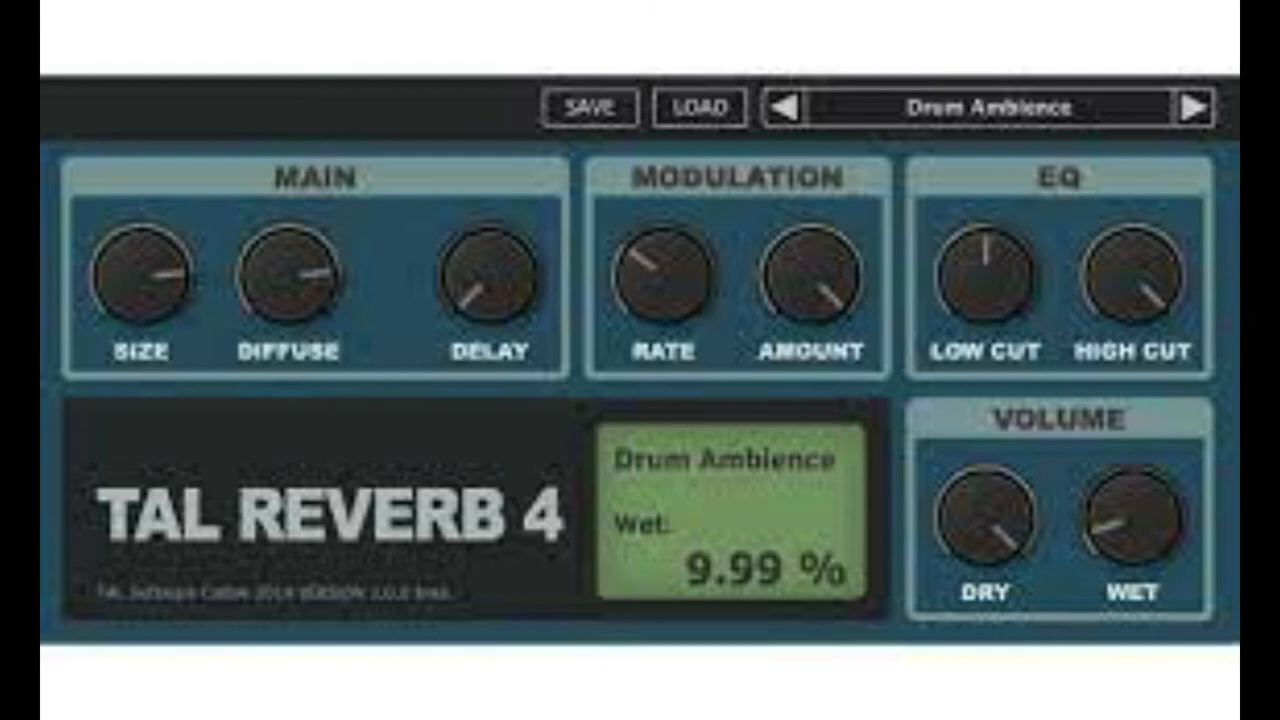 SAVE LOAD Drum Ambience
MAIN MODULATION EQ
SIZE DIFFUSE DELAY RATE AMOUNT LOW CUT HIGH CUT
VOLUME
Drum Ambience
TAL REVERB 4
Wet:
9.99 %
DRY WET